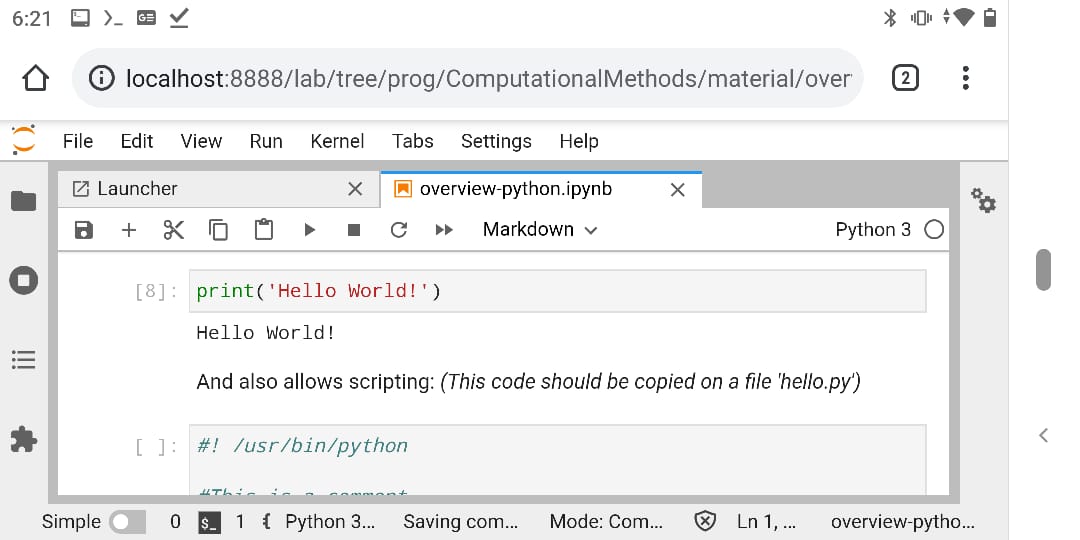 6:21
localhost:8888/lab/tree/prog/ComputationalMethods/material/over
2
File Edit View Run Kernel Tabs Settings Help
Launcher
overview-python.ipynb
Markdown
Python 3
[8]: print('Hello World!')
Hello World!
And also allows scripting: (This code should be copied on a file 'hello.py')
[ ]: #! /usr/bin/python
#This is a comment
Simple 0 $_ 1 { Python 3... Saving com... Mode: Com... Ln 1, ... overview-pytho...